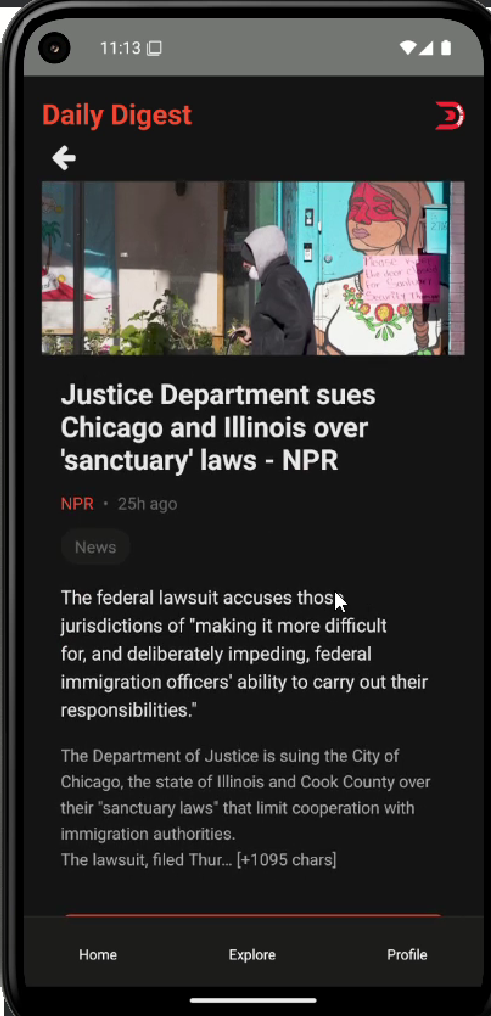 11:13
Daily Digest
Please
Security
Justice Department sues
Chicago and Illinois over
'sanctuary' laws - NPR
NPR • 25h ago
News
The federal lawsuit accuses those
jurisdictions of "making it more difficult
for, and deliberately impeding, federal
immigration officers' ability to carry out their
responsibilities."
The Department of Justice is suing the City of
Chicago, the state of Illinois and Cook County over
their "sanctuary laws" that limit cooperation with
immigration authorities.
The lawsuit, filed Thur… [+1095 chars]
Home Explore Profile